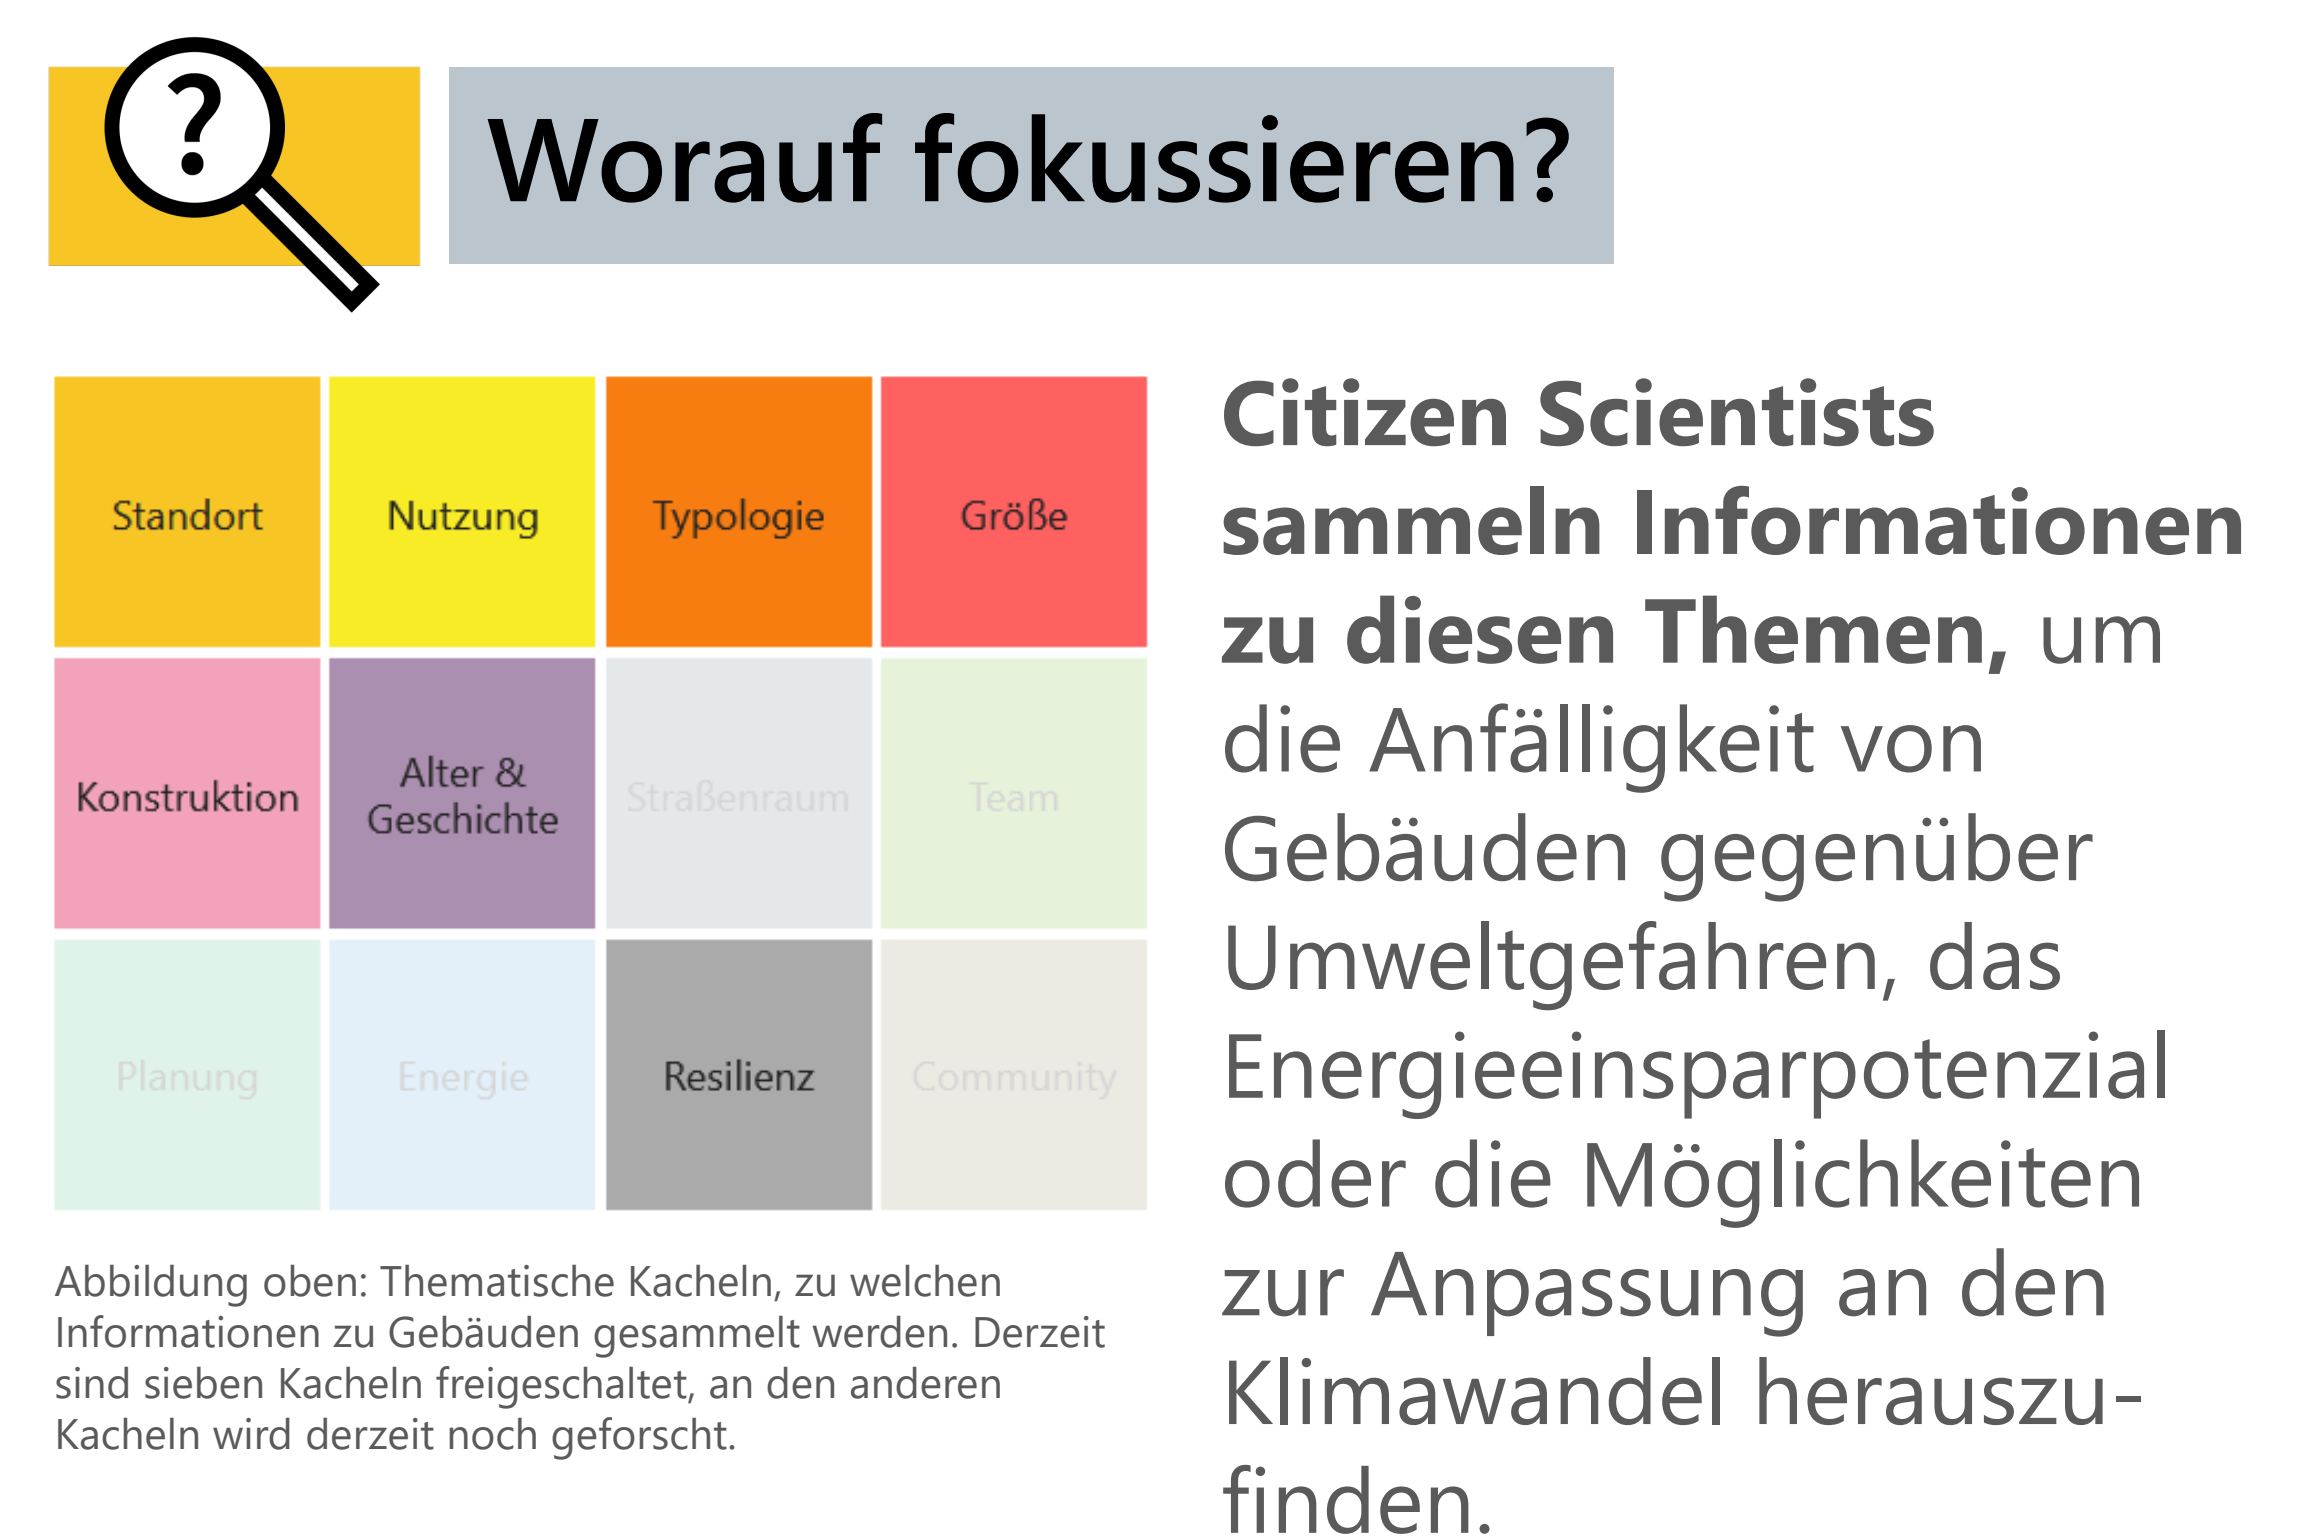 ?
Worauf fokussieren?
Standort
Nutzung
Typologie
Größe
Konstruktion
Alter &
Geschichte
Straßenraum
Team
Planung
Energie
Resilienz
Community
Abbildung oben: Thematische Kacheln, zu welchen
Informationen zu Gebäuden gesammelt werden. Derzeit
sind sieben Kacheln freigeschaltet, an den anderen
Kacheln wird derzeit noch geforscht.
Citizen Scientists
sammeln Informationen
zu diesen Themen, um
die Anfälligkeit von
Gebäuden gegenüber
Umweltgefahren, das
Energieeinsparpotenzial
oder die Möglichkeiten
zur Anpassung an den
Klimawandel herauszu-
finden.